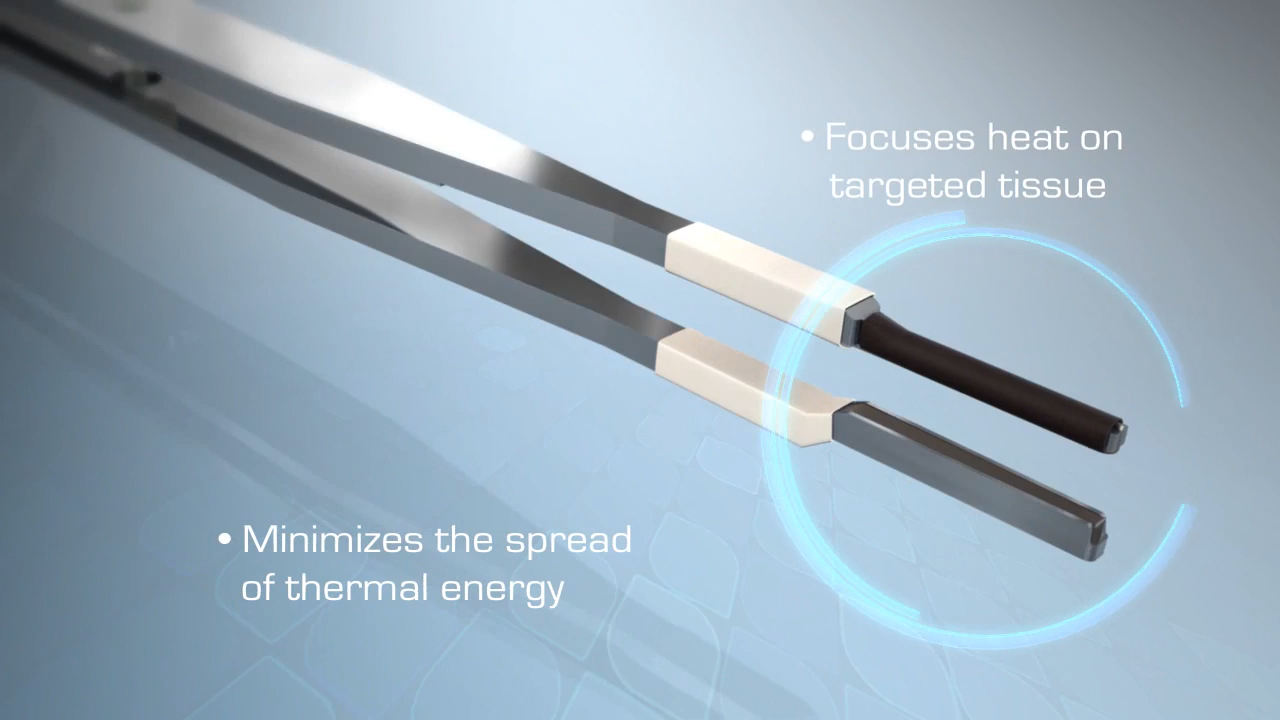 • Focuses heat on
targeted tissue
• Minimizes the spread
of thermal energy